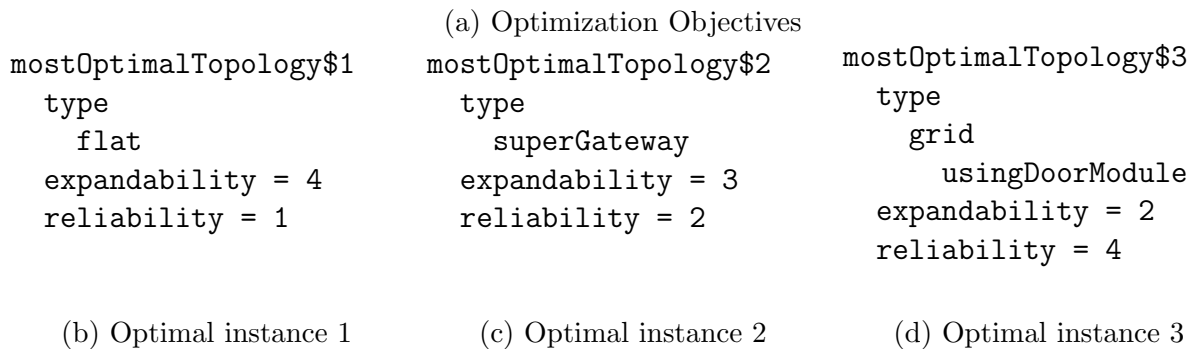 (a) Optimization Objectives
mostOptimalTopology$1
type
flat
expandability = 4
reliability = 1
mostOptimalTopology$2
type
superGateway
expandability = 3
reliability = 2
mostOptimalTopology$3
type
grid
usingDoorModule
expandability = 2
reliability = 4
(b) Optimal instance 1
(c) Optimal instance 2
(d) Optimal instance 3